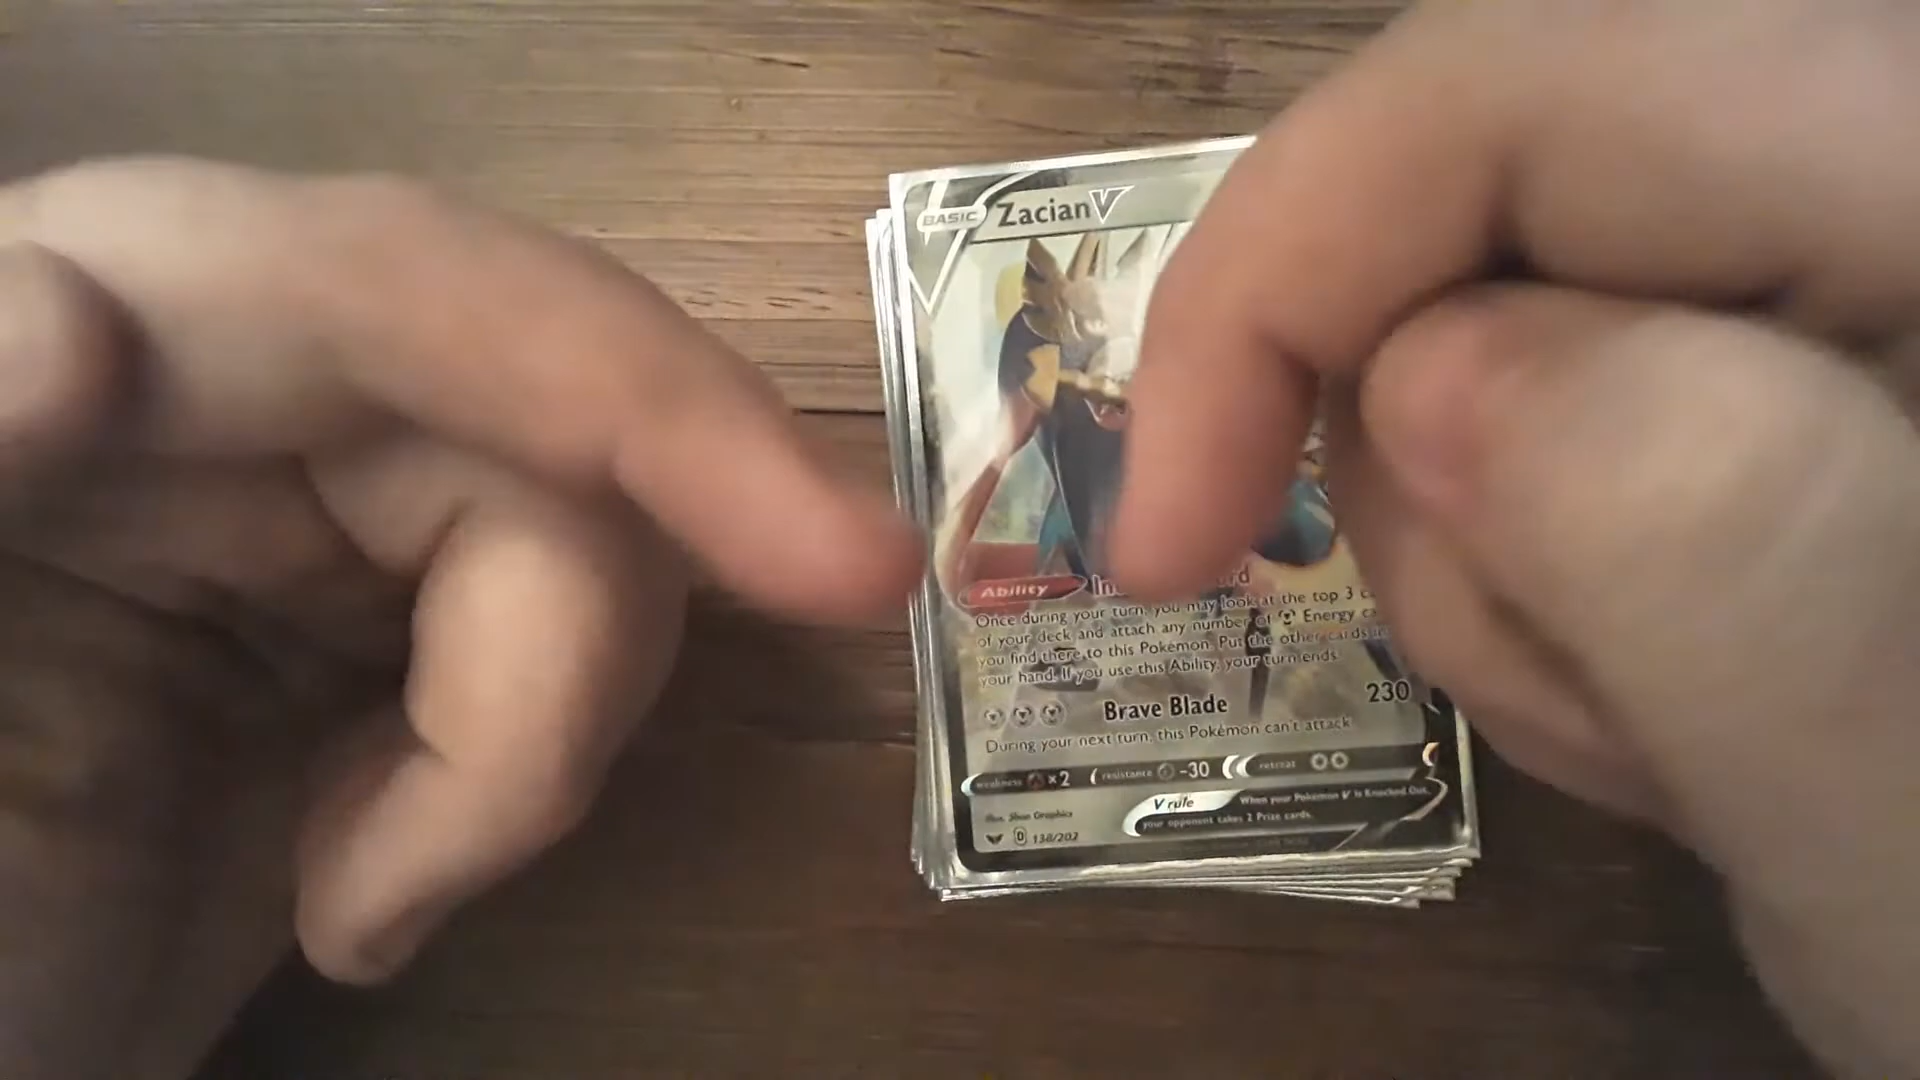 BASIC Zacian V
Ability
Once during your turn, you may look at the top 3
of your deck and attach any number of Energy
you find there to this Pokémon. Put the other cards
your hand. If you use this Ability, your turn ends.
Brave Blade 230
During your next turn, this Pokémon can't attack.
weakness ×2 resistance -30 retreat
V rule When your Pokémon V is Knocked Out,
your opponent takes 2 Prize cards.
Illus. Shun Graphics
D 138/202